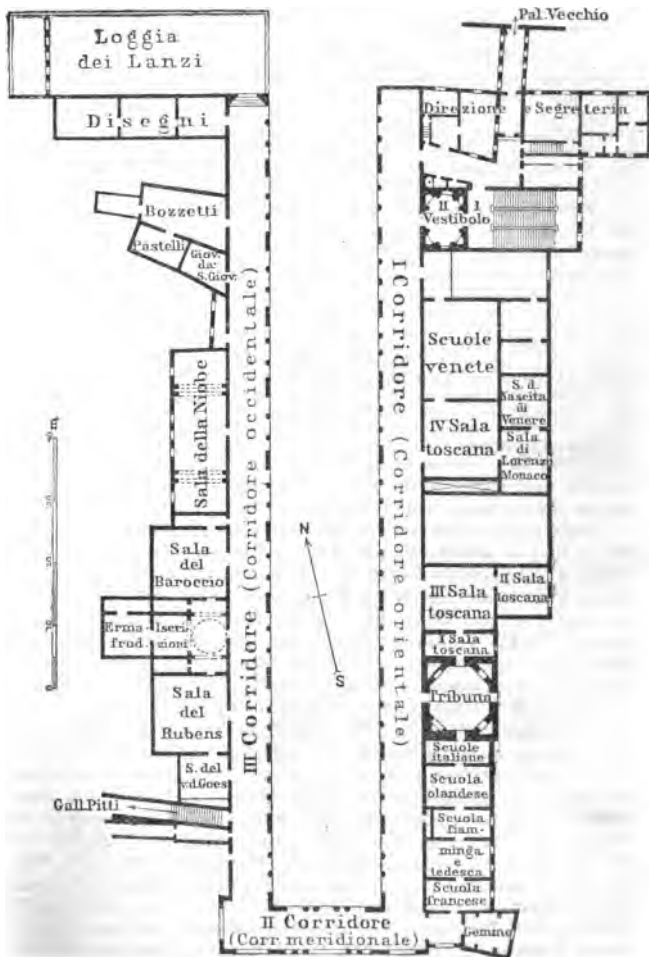 Pal. Vecchio
Loggia
dei Lanzi
Disegni
Direzione e Segreteria
II I
Vestibolo
Bozzetti
Pastelli
Giov.
da
S. Giov.
Sala della Niobe
III Corridore (Corridore occidentale)
I Corridore (Corridore orientale)
Scuole
venete
S. d.
Nascita
di
Venere
IV Sala
toscana
Sala
di
Lorenzo
Monaco
N
S
Sala
del
Baroccio
III Sala
toscana
II Sala
toscana
Erma-
frod.
Iscri-
zioni
I Sala
toscana
Tribuna
Sala
del
Rubens
Scuole
italiane
S. del
v.d. Goes
Scuola
olandese
Gall. Pitti
Scuola
fiam-
minga
e
tedesca
Scuola
francese
II Corridore
(Corr. meridionale)
Gemme